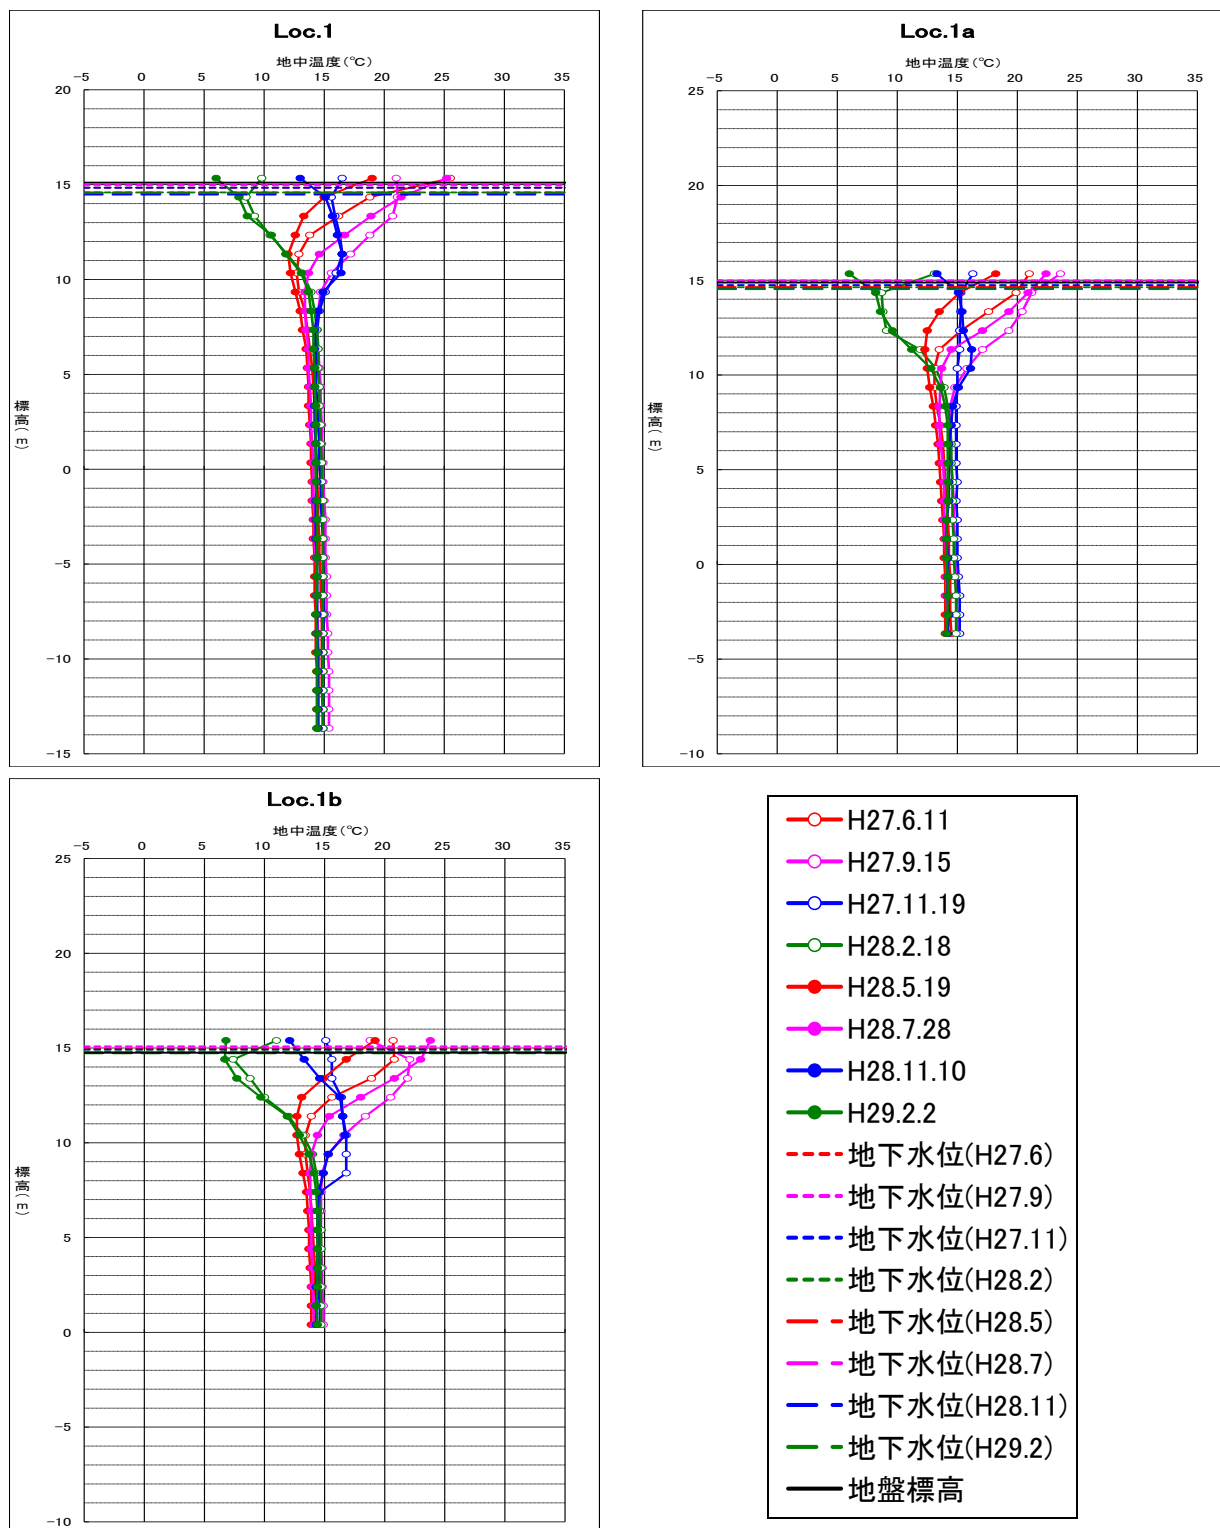 Loc.1
地中温度(℃)
-5 0 5 10 15 20 25 30 35
20
15
10
5
0
-5
-10
-15
標高(m)
Loc.1a
地中温度(℃)
-5 0 5 10 15 20 25 30 35
25
20
15
10
5
0
-5
-10
標高(m)
Loc.1b
地中温度(℃)
-5 0 5 10 15 20 25 30 35
25
20
15
10
5
0
-5
-10
標高(m)
H27.6.11
H27.9.15
H27.11.19
H28.2.18
H28.5.19
H28.7.28
H28.11.10
H29.2.2
地下水位(H27.6)
地下水位(H27.9)
地下水位(H27.11)
地下水位(H28.2)
地下水位(H28.5)
地下水位(H28.7)
地下水位(H28.11)
地下水位(H29.2)
地盤標高